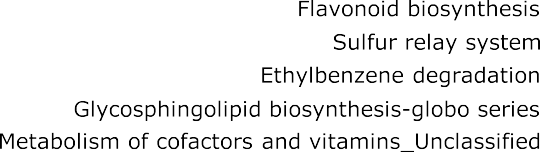 Flavonoid biosynthesis
Sulfur relay system
Ethylbenzene degradation
Glycosphingolipid biosynthesis-globo series
Metabolism of cofactors and vitamins_Unclassified